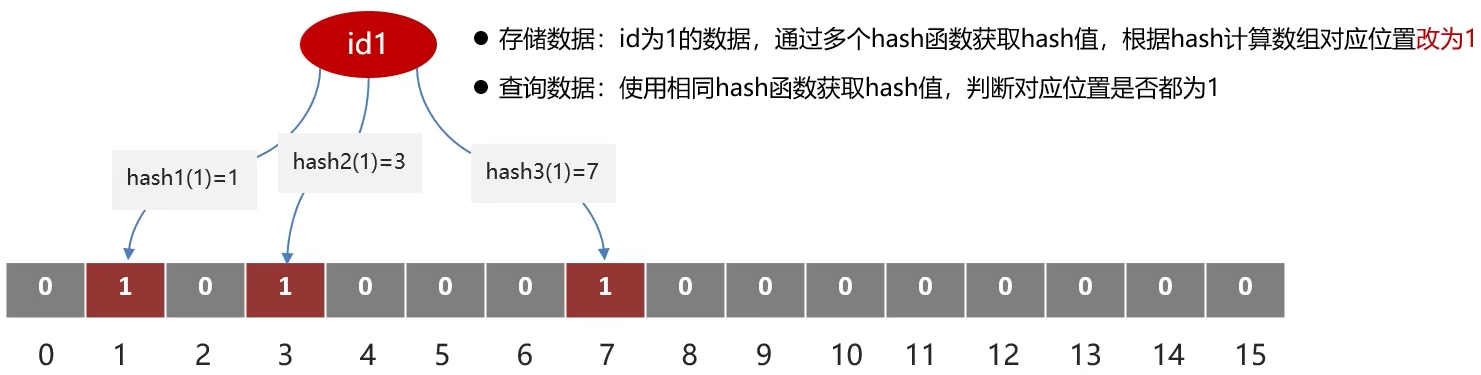 id1
● 存储数据：id为1的数据，通过多个hash函数获取hash值，根据hash计算数组对应位置改为1
● 查询数据：使用相同hash函数获取hash值，判断对应位置是否都为1
hash1(1)=1
hash2(1)=3
hash3(1)=7
0 1 0 1 0 0 0 1 0 0 0 0 0 0 0 0
0 1 2 3 4 5 6 7 8 9 10 11 12 13 14 15